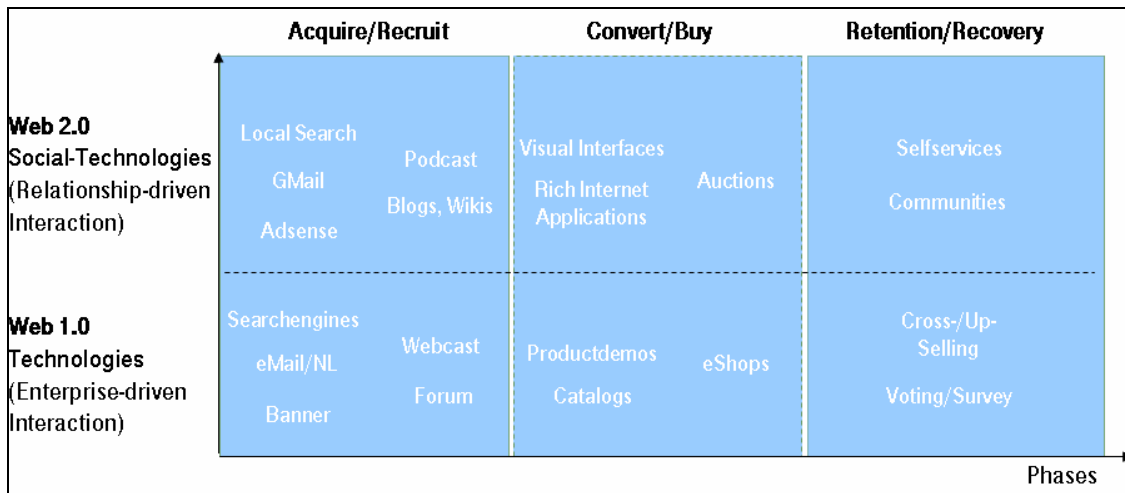 Acquire/Recruit
Convert/Buy
Retention/Recovery
Web 2.0
Social-Technologies
(Relationship-driven
Interaction)
Local Search
GMail
Adsense
Podcast
Blogs, Wikis
Visual Interfaces
Rich Internet
Applications
Auctions
Selfservices
Communities
Web 1.0
Technologies
(Enterprise-driven
Interaction)
Searchengines
eMail/NL
Banner
Webcast
Forum
Productdemos
Catalogs
eShops
Cross-/Up-
Selling
Voting/Survey
Phases